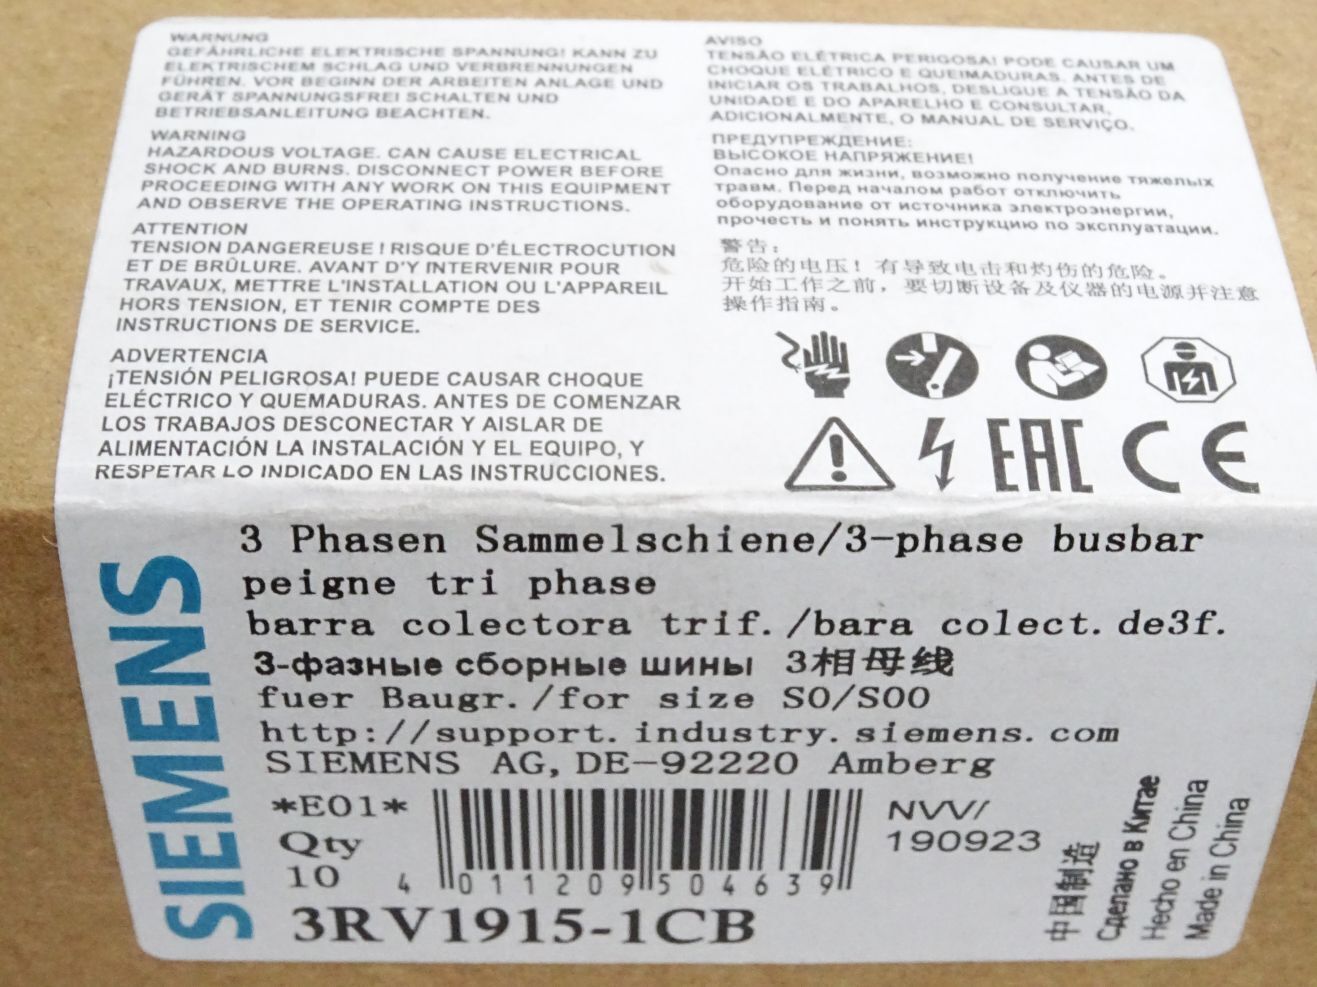 WARNUNG
GEFÄHRLICHE ELEKTRISCHE SPANNUNG! KANN ZU
ELEKTRISCHEM SCHLAG UND VERBRENNUNGEN
FÜHREN. VOR BEGINN DER ARBEITEN ANLAGE UND
GERÄT SPANNUNGSFREI SCHALTEN UND
BETRIEBSANLEITUNG BEACHTEN.
WARNING
HAZARDOUS VOLTAGE. CAN CAUSE ELECTRICAL
SHOCK AND BURNS. DISCONNECT POWER BEFORE
PROCEEDING WITH ANY WORK ON THIS EQUIPMENT
AND OBSERVE THE OPERATING INSTRUCTIONS.
ATTENTION
TENSION DANGEREUSE ! RISQUE D'ÉLECTROCUTION
ET DE BRÛLURE. AVANT D'Y INTERVENIR POUR
TRAVAUX, METTRE L'INSTALLATION OU L'APPAREIL
HORS TENSION, ET TENIR COMPTE DES
INSTRUCTIONS DE SERVICE.
ADVERTENCIA
¡TENSIÓN PELIGROSA! PUEDE CAUSAR CHOQUE
ELÉCTRICO Y QUEMADURAS. ANTES DE COMENZAR
LOS TRABAJOS DESCONECTAR Y AISLAR DE
ALIMENTACIÓN LA INSTALACIÓN Y EL EQUIPO, Y
RESPETAR LO INDICADO EN LAS INSTRUCCIONES.
AVISO
TENSÃO ELÉTRICA PERIGOSA! PODE CAUSAR UM
CHOQUE ELÉTRICO E QUEIMADURAS. ANTES DE
INICIAR OS TRABALHOS, DESLIGUE A TENSÃO DA
UNIDADE E DO APARELHO E CONSULTAR,
ADICIONALMENTE, O MANUAL DE SERVIÇO.
ПРЕДУПРЕЖДЕНИЕ:
ВЫСОКОЕ НАПРЯЖЕНИЕ!
Опасно для жизни, возможно получение тяжелых
травм. Перед началом работ отключить
оборудование от источника электроэнергии,
прочесть и понять инструкцию по эксплуатации.
警告：
危险的电压！有导致电击和灼伤的危险。
开始工作之前，要切断设备及仪器的电源并注意
操作指南。
EAC CE
SIEMENS
3 Phasen Sammelschiene/3-phase busbar
peigne tri phase
barra colectora trif./bara colect.de3f.
3-фазные сборные шины 3相母线
fuer Baugr./for size S0/S00
http://support.industry.siemens.com
SIEMENS AG, DE-92220 Amberg
*E01*
Qty
10
4 011209 504639
NVV/
190923
3RV1915-1CB
中国制造
Сделано в Китае
Hecho en China
Made in China